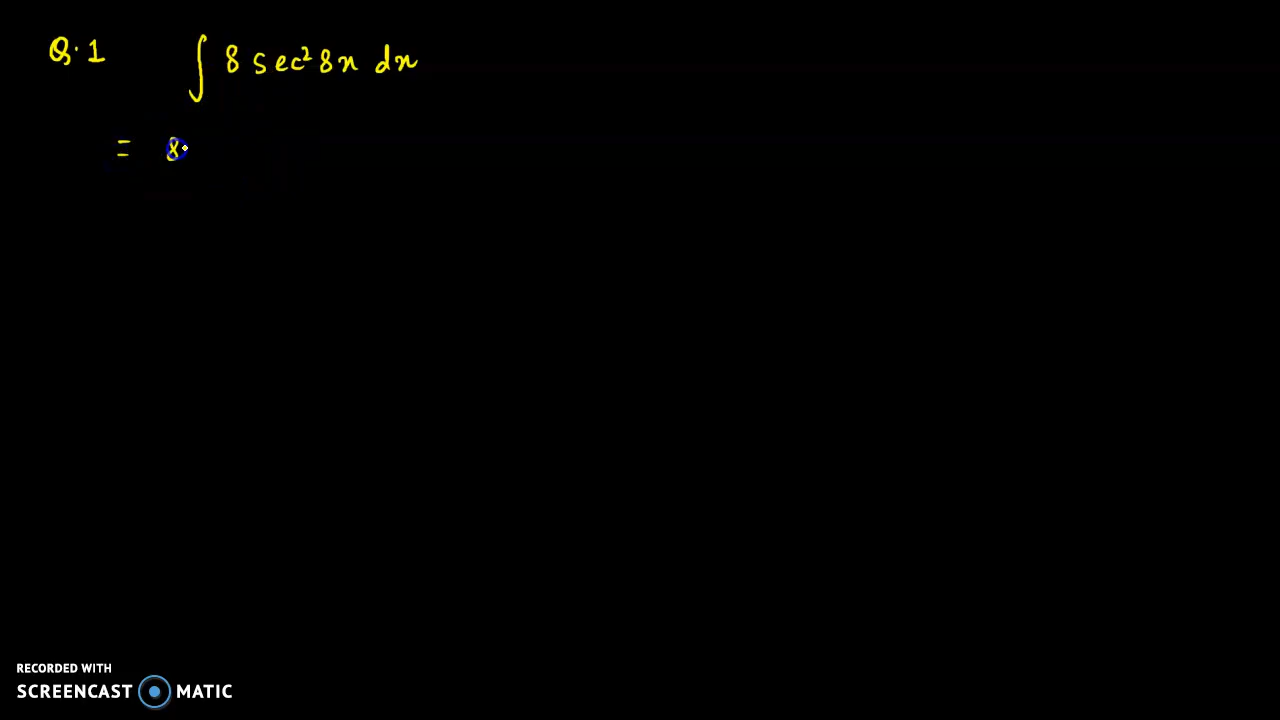 Q.1 ∫ 8 sec² 8x dx
= 8
RECORDED WITH
SCREENCAST MATIC